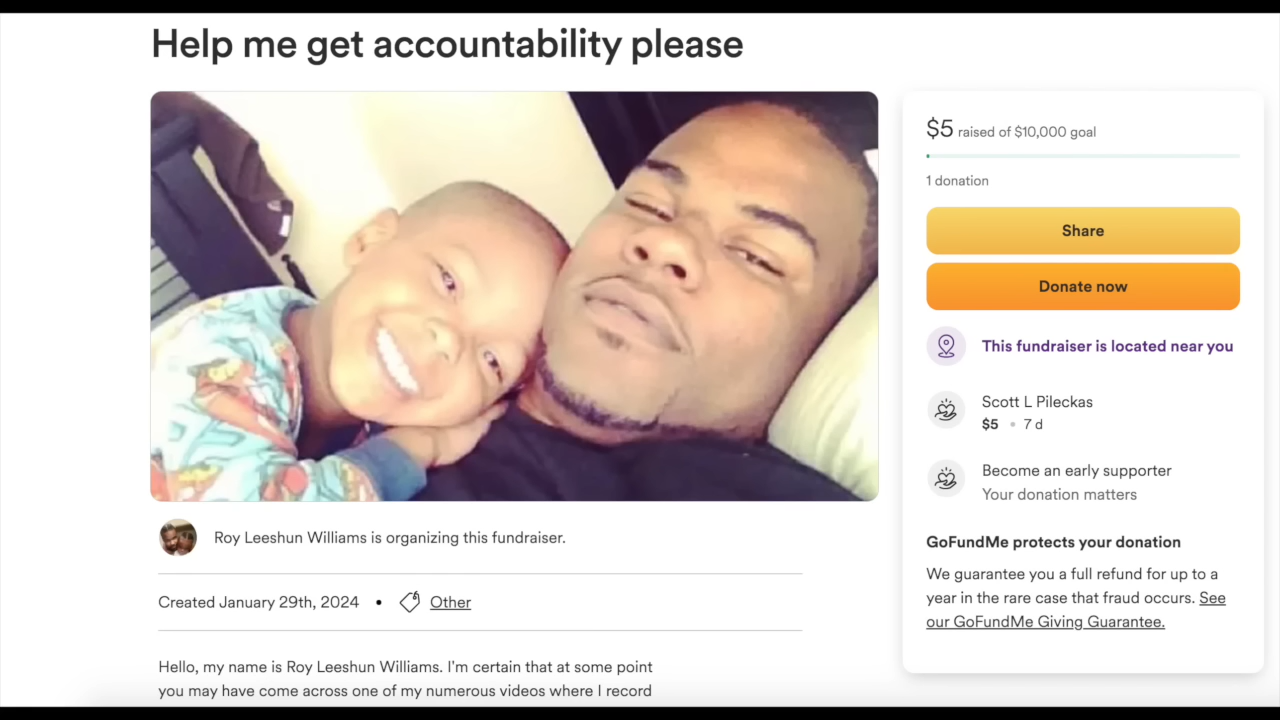 Help me get accountability please
$5 raised of $10,000 goal
1 donation
Share
Donate now
This fundraiser is located near you
Scott L Pileckas
$5 • 7 d
Become an early supporter
Your donation matters
GoFundMe protects your donation
We guarantee you a full refund for up to a
year in the rare case that fraud occurs. See
our GoFundMe Giving Guarantee.
Roy Leeshun Williams is organizing this fundraiser.
Created January 29th, 2024 • Other
Hello, my name is Roy Leeshun Williams. I'm certain that at some point
you may have come across one of my numerous videos where I record